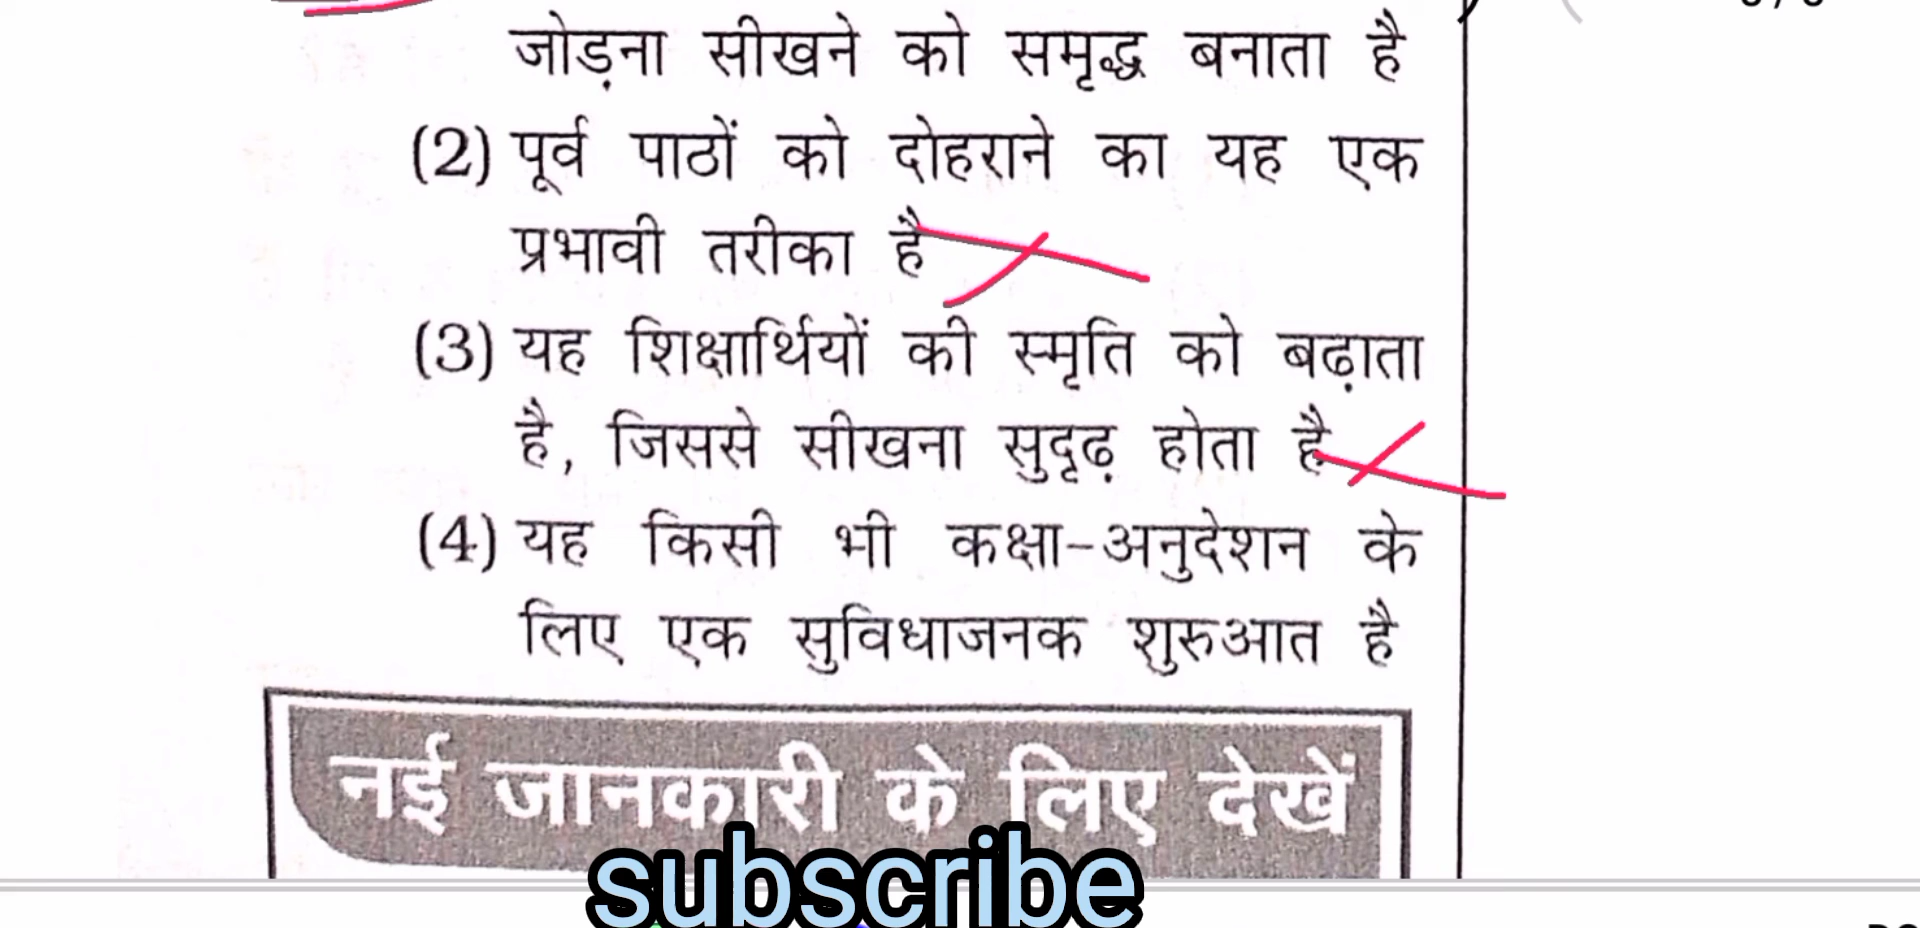 जोड़ना सीखने को समृद्ध बनाता है
(2) पूर्व पाठों को दोहराने का यह एक
प्रभावी तरीका है
(3) यह शिक्षार्थियों की स्मृति को बढ़ाता
है, जिससे सीखना सुदृढ़ होता है
(4) यह किसी भी कक्षा-अनुदेशन के
लिए एक सुविधाजनक शुरुआत है
नई जानकारी के लिए देखें
subscribe